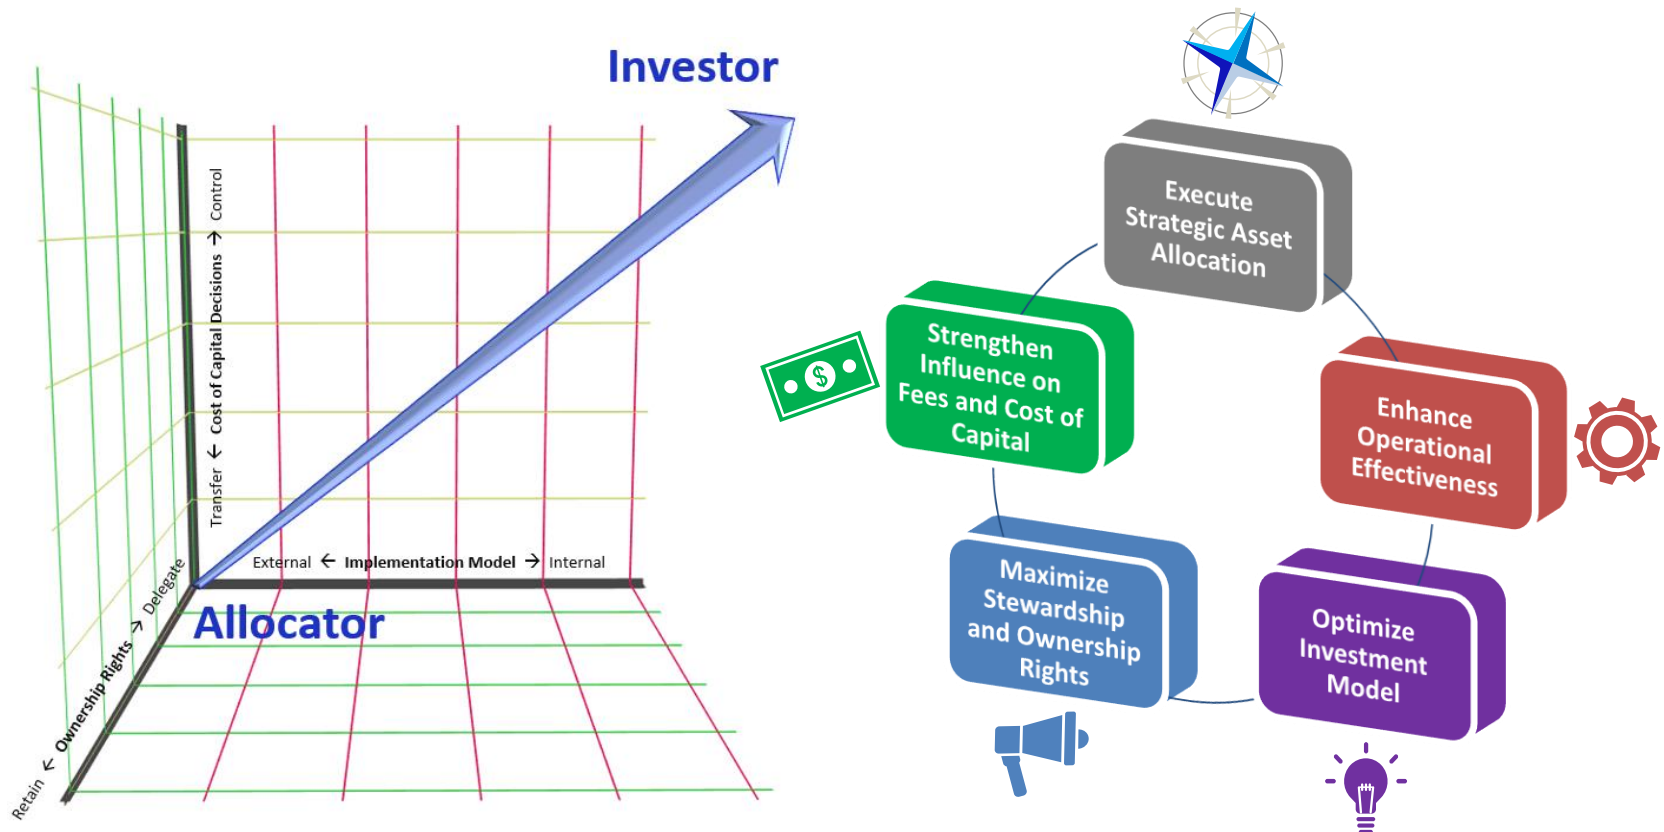 Investor
Transfer ← Cost of Capital Decisions → Control
External ← Implementation Model → Internal
Allocator
Retain ← Ownership Rights → Delegate
Execute
Strategic Asset
Allocation
Strengthen
Influence on
Fees and Cost of
Capital
$
Enhance
Operational
Effectiveness
Maximize
Stewardship
and Ownership
Rights
Optimize
Investment
Model